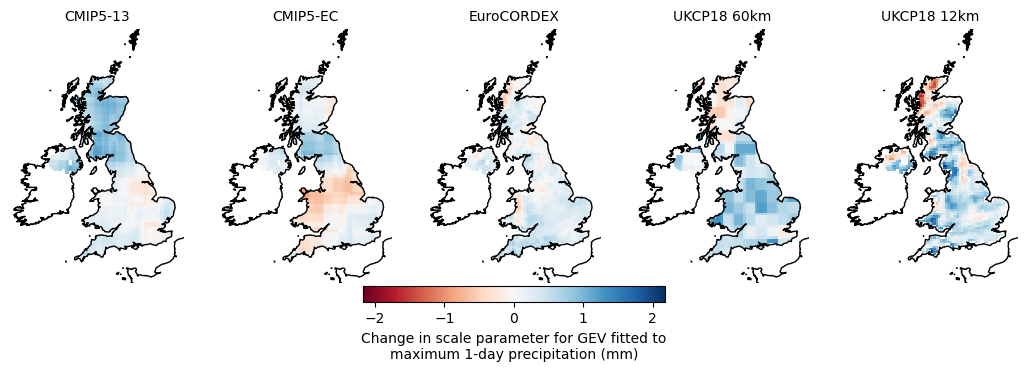 CMIP5-13 CMIP5-EC EuroCORDEX UKCP18 60km UKCP18 12km
−2 −1 0 1 2
Change in scale parameter for GEV fitted to
maximum 1-day precipitation (mm)